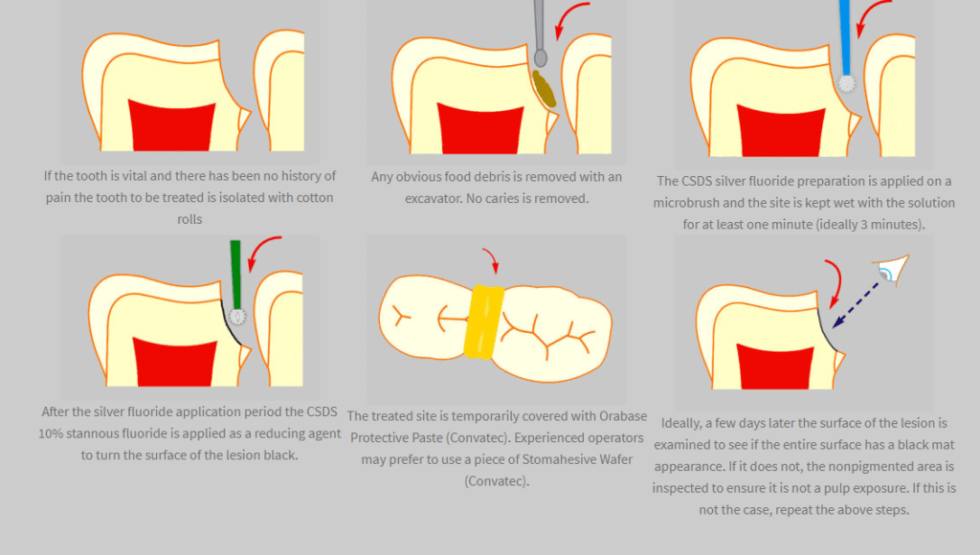 If the tooth is vital and there has been no history of
pain the tooth to be treated is isolated with cotton
rolls
Any obvious food debris is removed with an
excavator. No caries is removed.
The CSDS silver fluoride preparation is applied on a
microbrush and the site is kept wet with the solution
for at least one minute (ideally 3 minutes).
After the silver fluoride application period the CSDS
10% stannous fluoride is applied as a reducing agent
to turn the surface of the lesion black.
The treated site is temporarily covered with Orabase
Protective Paste (Convatec). Experienced operators
may prefer to use a piece of Stomahesive Wafer
(Convatec).
Ideally, a few days later the surface of the lesion is
examined to see if the entire surface has a black mat
appearance. If it does not, the nonpigmented area is
inspected to ensure it is not a pulp exposure. If this is
not the case, repeat the above steps.